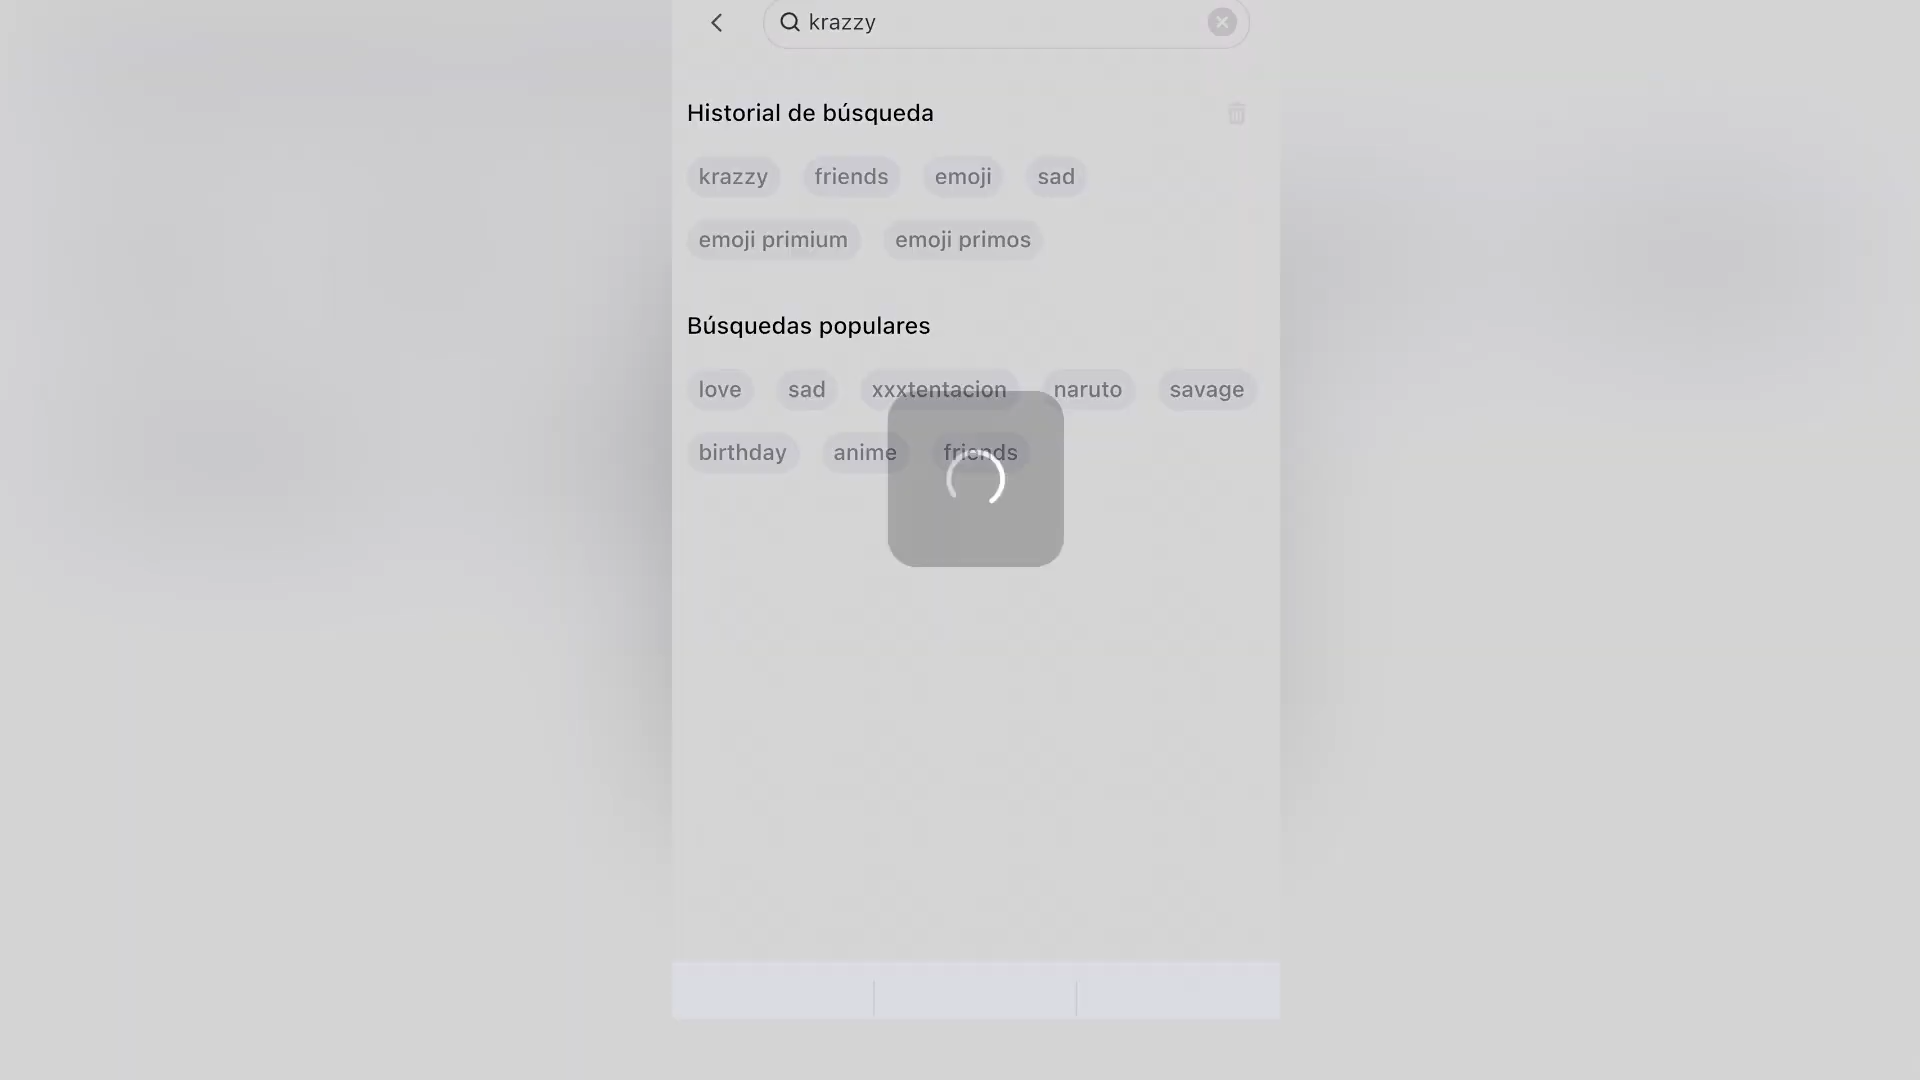 krazzy
Historial de búsqueda
krazzy friends emoji sad
emoji primium emoji primos
Búsquedas populares
love sad xxxtentacion naruto savage
birthday anime friends